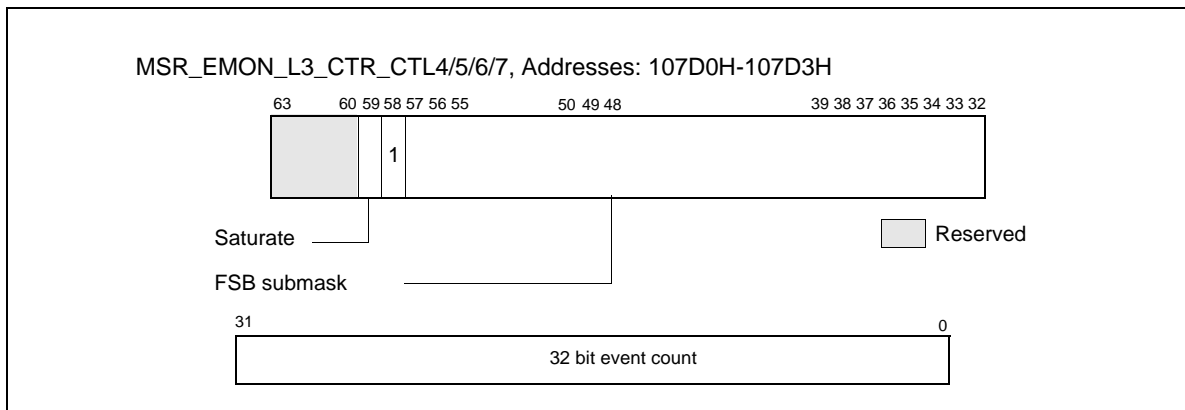 MSR_EMON_L3_CTR_CTL4/5/6/7, Addresses: 107D0H-107D3H
63 60 59 58 57 56 55 50 49 48 39 38 37 36 35 34 33 32
1
Saturate
Reserved
FSB submask
31 0
32 bit event count